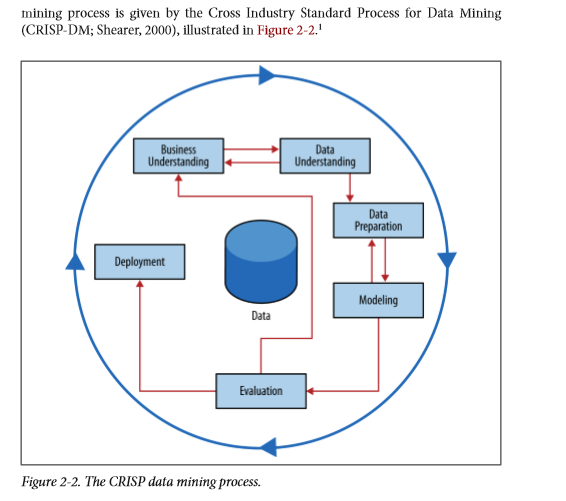 mining process is given by the Cross Industry Standard Process for Data Mining
(CRISP-DM; Shearer, 2000), illustrated in Figure 2-2.¹
Business
Understanding
Data
Understanding
Data
Preparation
Deployment
Modeling
Data
Evaluation
Figure 2-2. The CRISP data mining process.